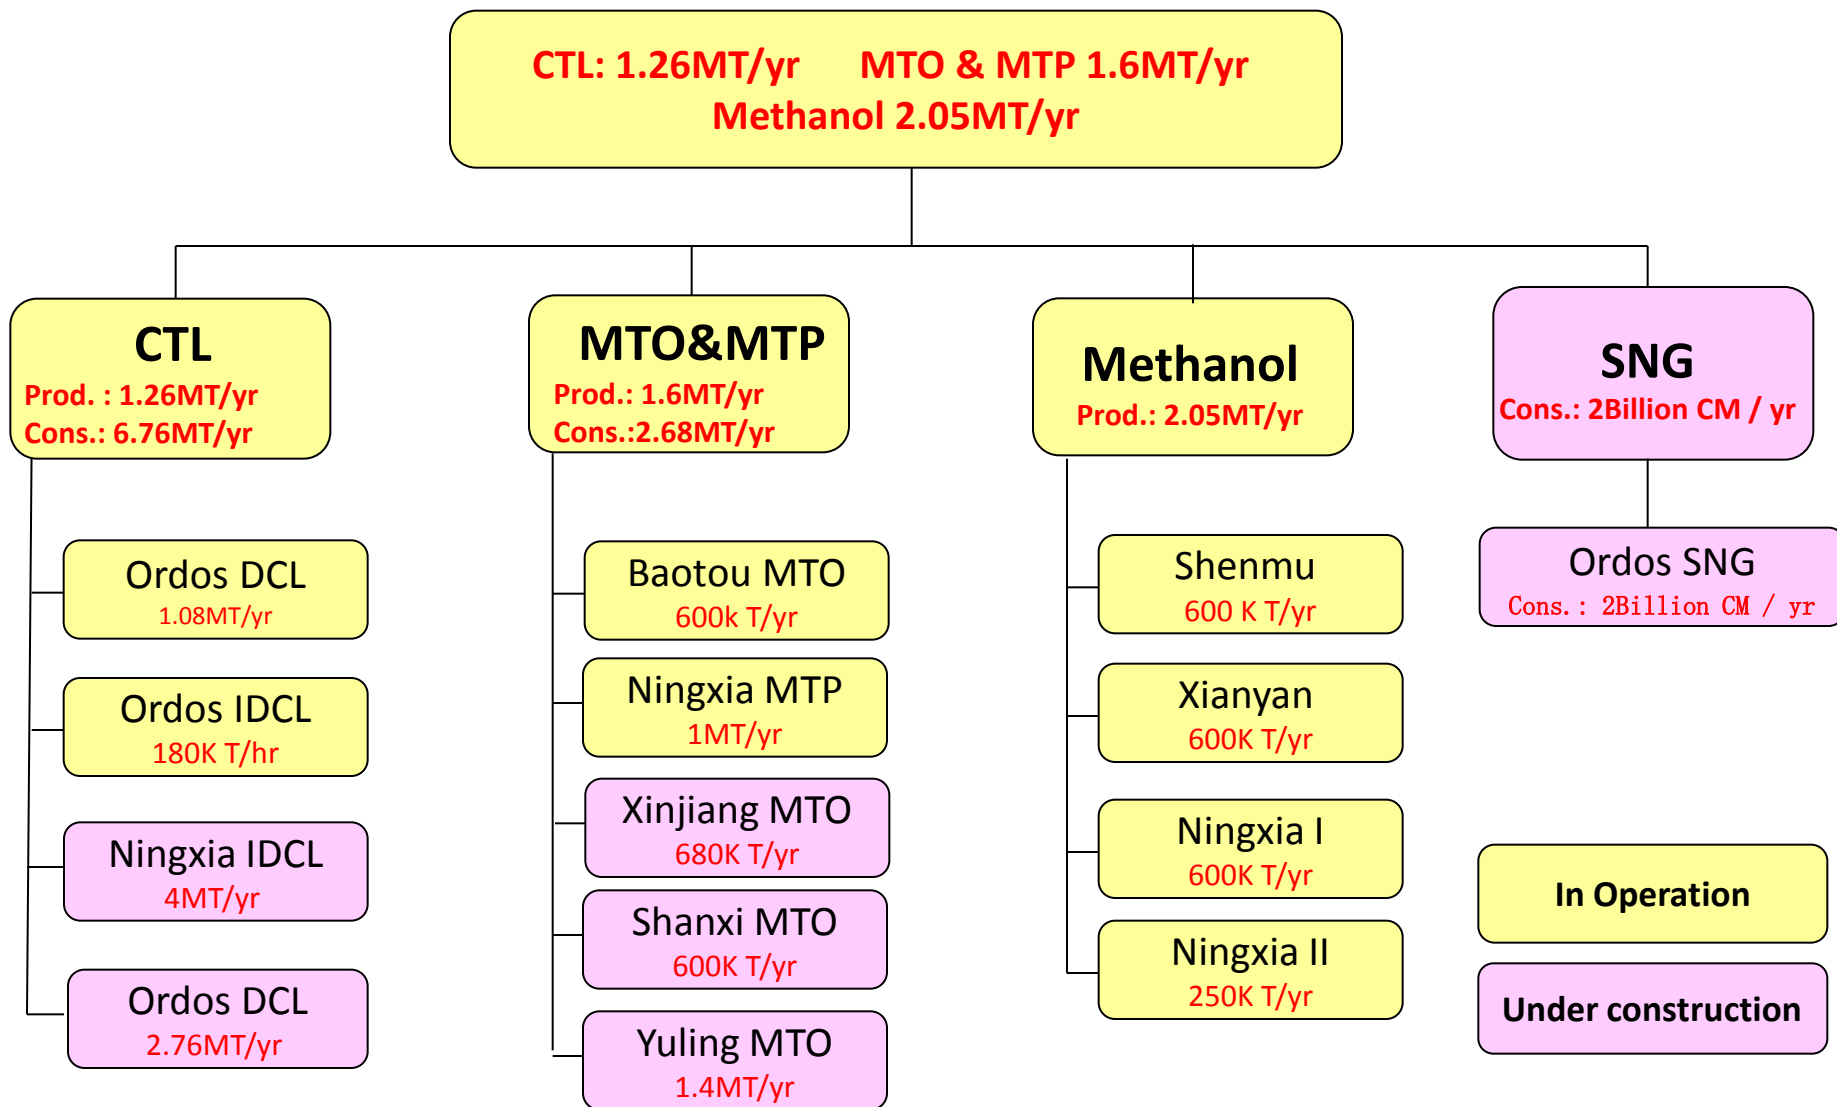 CTL: 1.26MT/yr MTO & MTP 1.6MT/yr
Methanol 2.05MT/yr
CTL
Prod. : 1.26MT/yr
Cons.: 6.76MT/yr
Ordos DCL
1.08MT/yr
Ordos IDCL
180K T/hr
Ningxia IDCL
4MT/yr
Ordos DCL
2.76MT/yr
MTO&MTP
Prod.: 1.6MT/yr
Cons.:2.68MT/yr
Baotou MTO
600k T/yr
Ningxia MTP
1MT/yr
Xinjiang MTO
680K T/yr
Shanxi MTO
600K T/yr
Yuling MTO
1.4MT/yr
Methanol
Prod.: 2.05MT/yr
Shenmu
600 K T/yr
Xianyan
600K T/yr
Ningxia I
600K T/yr
Ningxia II
250K T/yr
SNG
Cons.: 2Billion CM / yr
Ordos SNG
Cons.: 2Billion CM / yr
In Operation
Under construction